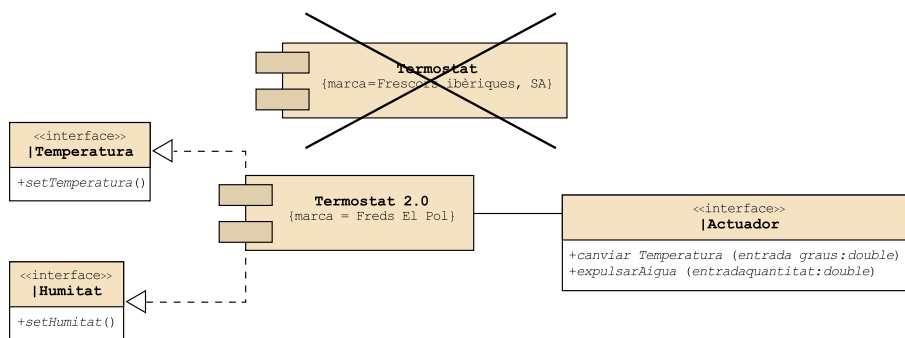 Termostat
{marca=Frescors ibèriques, SA}
<<interface>>
|Temperatura
+setTemperatura()
Termostat 2.0
{marca = Freds El Pol}
<<interface>>
|Actuador
+canviar Temperatura (entrada graus:double)
+expulsarAigua (entradaquantitat:double)
<<interface>>
|Humitat
+setHumitat()